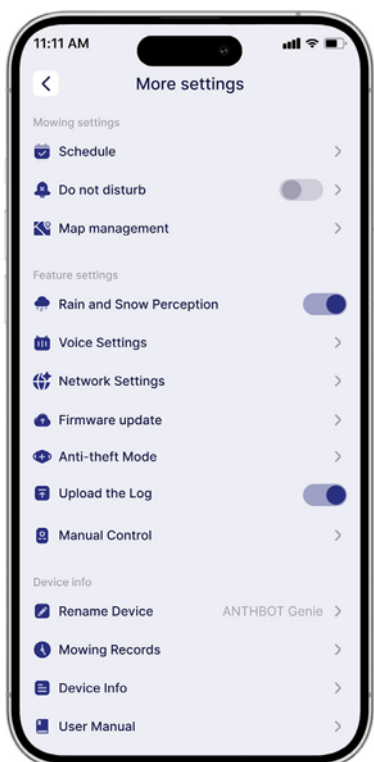 11:11 AM
More settings
Mowing settings
Schedule
Do not disturb
Map management
Feature settings
Rain and Snow Perception
Voice Settings
Network Settings
Firmware update
Anti-theft Mode
Upload the Log
Manual Control
Device info
Rename Device ANTHBOT Genie
Mowing Records
Device Info
User Manual